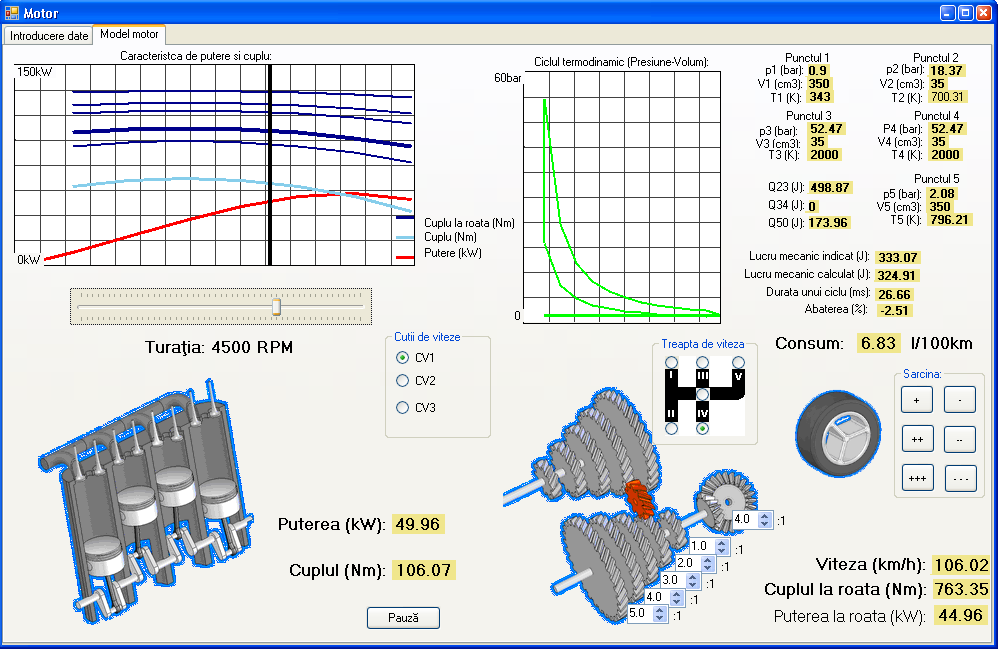 Motor
Introducere date
Model motor
Caracteristca de putere si cuplu:
150kW
0kW
Cuplu la roata (Nm)
Cuplu (Nm)
Putere (kW)
Ciclul termodinamic (Presiune-Volum):
60bar
0
Punctul 1
p1 (bar): 0.9
V1 (cm3): 350
T1 (K): 343
Punctul 2
p2 (bar): 18.37
V2 (cm3): 35
T2 (K): 700.31
Punctul 3
p3 (bar): 52.47
V3 (cm3): 35
T3 (K): 2000
Punctul 4
P4 (bar): 52.47
V4 (cm3): 35
T4 (K): 2000
Q23 (J): 498.87
Q34 (J): 0
Q50 (J): 173.96
Punctul 5
p5 (bar): 2.08
V5 (cm3): 350
T5 (K): 796.21
Lucru mecanic indicat (J): 333.07
Lucru mecanic calculat (J): 324.91
Durata unui ciclu (ms): 26.66
Abaterea (%): -2.51
Turația: 4500 RPM
Cutii de viteze
CV1
CV2
CV3
Treapta de viteza
I III V
II IV
Consum: 6.83 l/100km
Sarcina:
+ -
++ --
+++ ---
Puterea (kW): 49.96
Cuplul (Nm): 106.07
Pauză
4.0 :1
1.0 :1
2.0 :1
3.0 :1
4.0 :1
5.0 :1
Viteza (km/h): 106.02
Cuplul la roata (Nm): 763.35
Puterea la roata (kW): 44.96